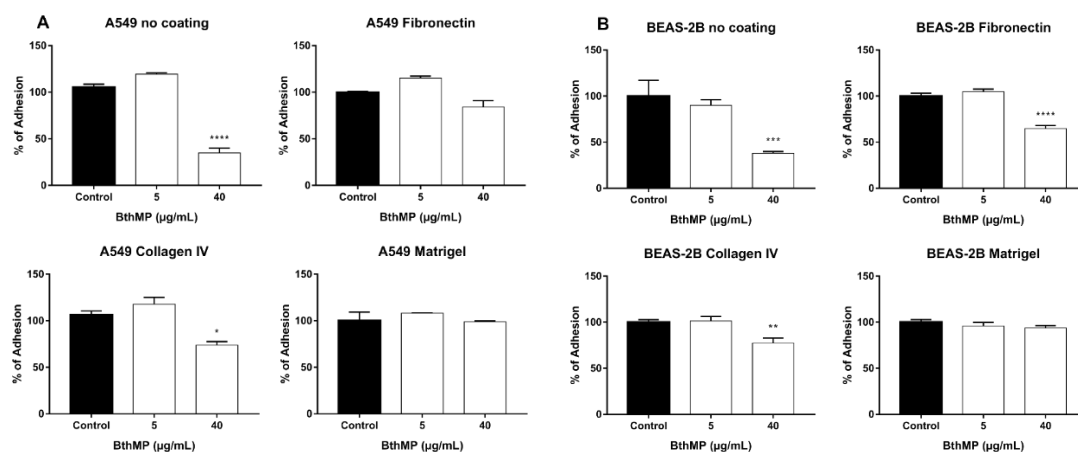 A
A549 no coating
% of Adhesion
150
100
50
0
****
Control 5 40
BthMP (µg/mL)
A549 Fibronectin
% of Adhesion
150
100
50
0
Control 5 40
BthMP (µg/mL)
A549 Collagen IV
% of Adhesion
150
100
50
0
*
Control 5 40
BthMP (µg/mL)
A549 Matrigel
% of Adhesion
150
100
50
0
Control 5 40
BthMP (µg/mL)
B
BEAS-2B no coating
% of Adhesion
150
100
50
0
***
Control 5 40
BthMP (µg/mL)
BEAS-2B Fibronectin
% of Adhesion
150
100
50
0
****
Control 5 40
BthMP (µg/mL)
BEAS-2B Collagen IV
% of Adhesion
150
100
50
0
**
Control 5 40
BthMP (µg/mL)
BEAS-2B Matrigel
% of Adhesion
150
100
50
0
Control 5 40
BthMP (µg/mL)